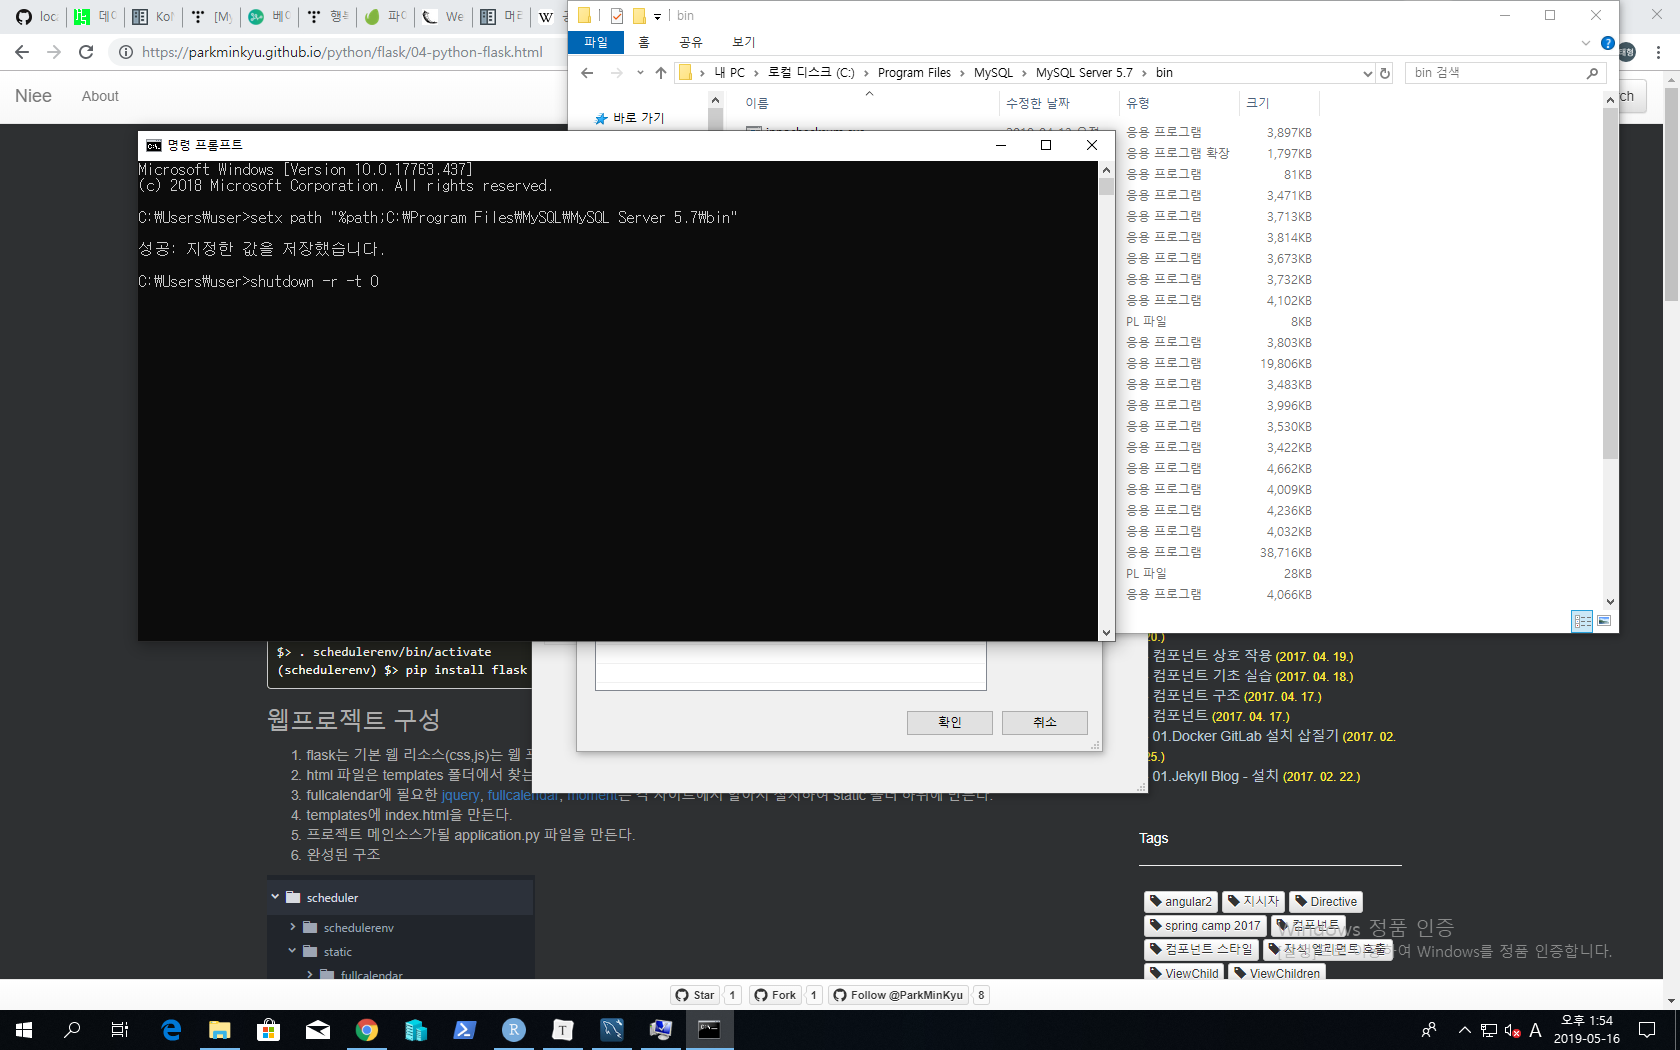 loc
데이
KoN
[My
베이
행복
파이
We
머트
https://parkminkyu.github.io/python/flask/04-python-flask.html
태형
Niee
About
ch
bin
파일
홈
공유
보기
내 PC › 로컬 디스크 (C:) › Program Files › MySQL › MySQL Server 5.7 › bin
bin 검색
바로 가기
이름
수정한 날짜
유형
크기
응용 프로그램 3,897KB
응용 프로그램 확장 1,797KB
응용 프로그램 81KB
응용 프로그램 3,471KB
응용 프로그램 3,713KB
응용 프로그램 3,814KB
응용 프로그램 3,673KB
응용 프로그램 3,732KB
응용 프로그램 4,102KB
PL 파일 8KB
응용 프로그램 3,803KB
응용 프로그램 19,806KB
응용 프로그램 3,483KB
응용 프로그램 3,996KB
응용 프로그램 3,530KB
응용 프로그램 3,422KB
응용 프로그램 4,662KB
응용 프로그램 4,009KB
응용 프로그램 4,236KB
응용 프로그램 4,032KB
응용 프로그램 38,716KB
PL 파일 28KB
응용 프로그램 4,066KB
명령 프롬프트
Microsoft Windows [Version 10.0.17763.437]
(c) 2018 Microsoft Corporation. All rights reserved.
C:₩Users₩user>setx path "%path;C:₩Program Files₩MySQL₩MySQL Server 5.7₩bin"
성공: 지정한 값을 저장했습니다.
C:₩Users₩user>shutdown -r -t 0
$> . schedulerenv/bin/activate
(schedulerenv) $> pip install flask
확인
취소
웹프로젝트 구성
1. flask는 기본 웹 리소스(css,js)는 웹
2. html 파일은 templates 폴더에서 찾는
3. fullcalendar에 필요한 jquery, fullcalendar, moment는 각 사이트에서 알아서 설치하여 static 폴더 하위에 만든다.
4. templates에 index.html을 만든다.
5. 프로젝트 메인소스가될 application.py 파일을 만든다.
6. 완성된 구조
scheduler
schedulerenv
static
fullcalendar
20.)
컴포넌트 상호 작용 (2017. 04. 19.)
컴포넌트 기초 실습 (2017. 04. 18.)
컴포넌트 구조 (2017. 04. 17.)
컴포넌트 (2017. 04. 17.)
01.Docker GitLab 설치 삽질기 (2017. 02.
25.)
01.Jekyll Blog - 설치 (2017. 02. 22.)
Tags
angular2
지시자
Directive
spring camp 2017
컴포넌트
컴포넌트 스타일
자식 엘리먼트 호출
ViewChild
ViewChildren
Windows 정품 인증
Windows를 정품 인증합니다.
Star 1
Fork 1
Follow @ParkMinKyu 8
A
오후 1:54
2019-05-16